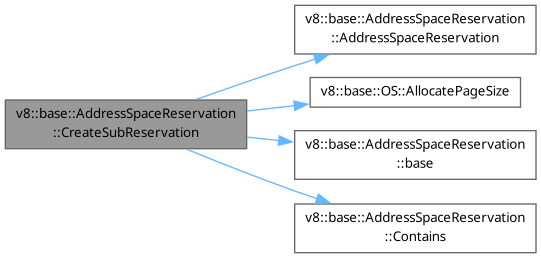 v8::base::AddressSpaceReservation
::CreateSubReservation
v8::base::AddressSpaceReservation
::AddressSpaceReservation
v8::base::OS::AllocatePageSize
v8::base::AddressSpaceReservation
::base
v8::base::AddressSpaceReservation
::Contains